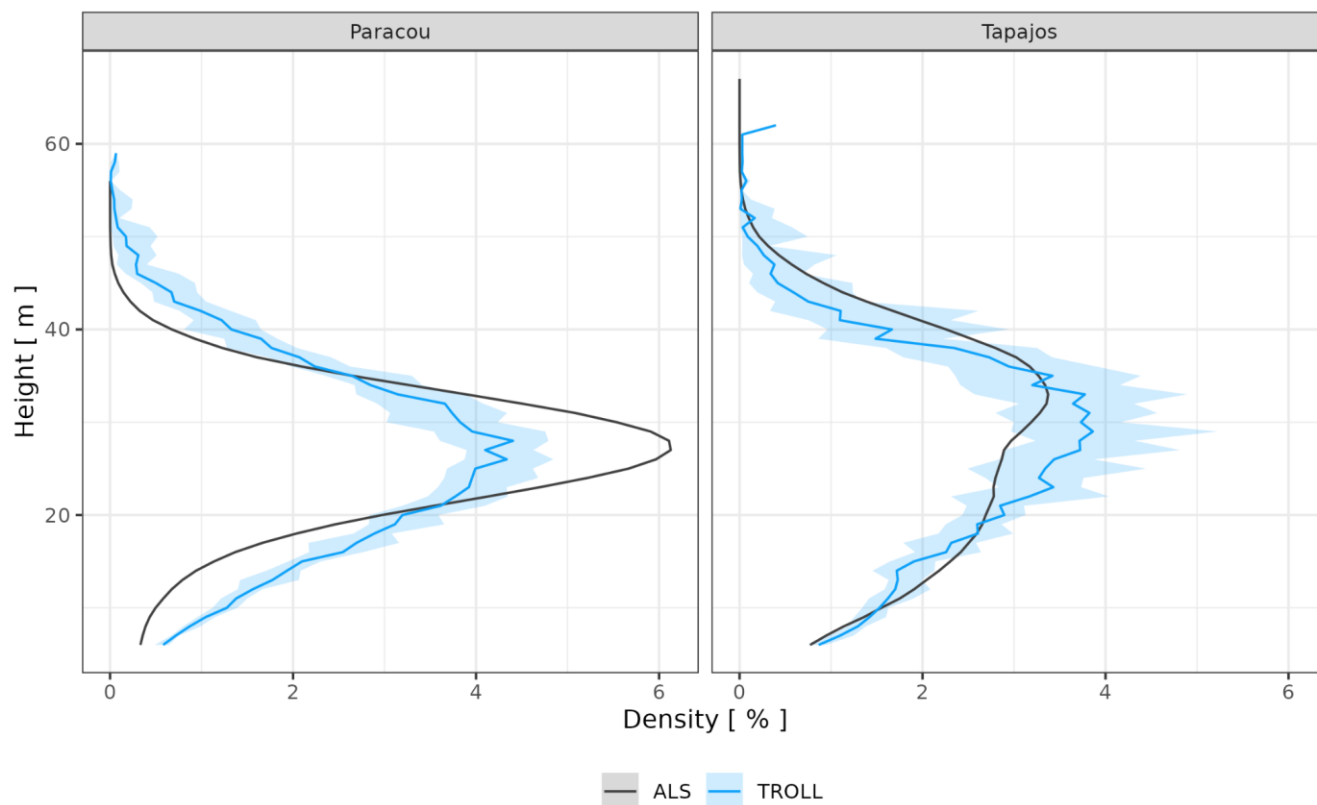 Paracou
Tapajos
Height [ m ]
60
40
20
0
2
4
6
0
2
4
6
Density [ % ]
ALS
TROLL